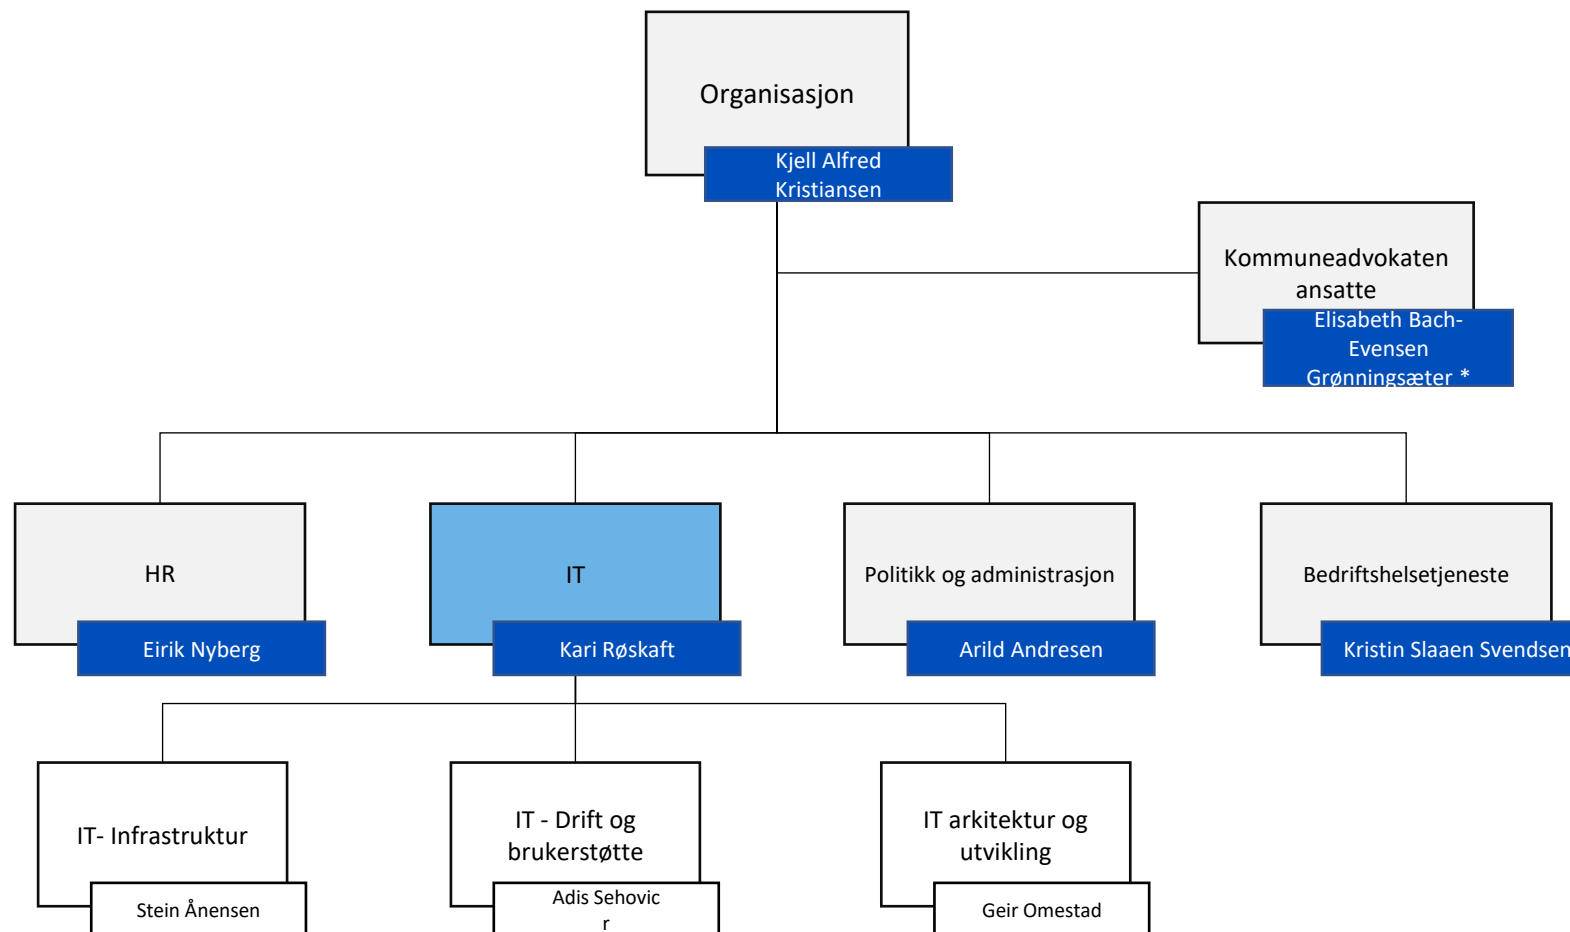 Organisasjon
Kjell Alfred
Kristiansen
Kommuneadvokaten
ansatte
Elisabeth Bach-
Evensen
Grønningsæter *
HR
Eirik Nyberg
IT
Kari Røskaft
Politikk og administrasjon
Arild Andresen
Bedriftshelsetjeneste
Kristin Slaaen Svendsen
IT- Infrastruktur
Stein Ånensen
IT - Drift og
brukerstøtte
Adis Sehovic
r
IT arkitektur og
utvikling
Geir Omestad